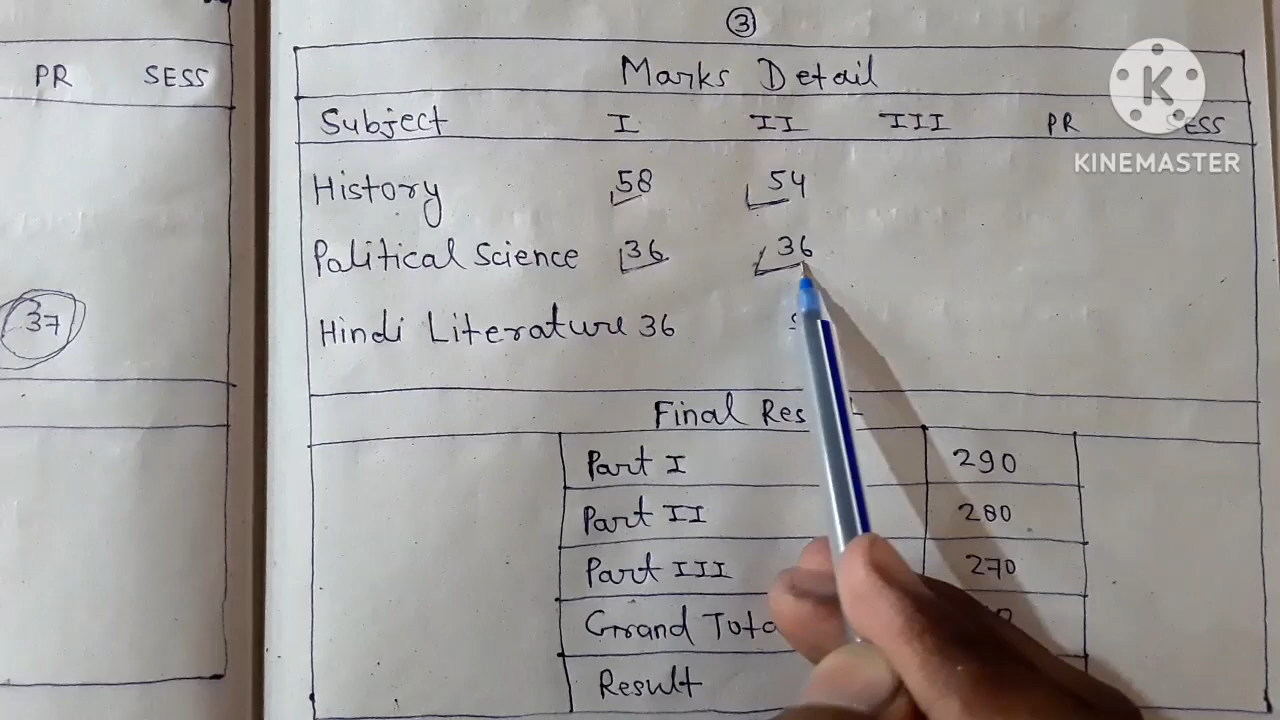 PR SESS
37
3
Marks Detail
Subject I II III PR SESS
K
KINEMASTER
History 58 54
Political Science 36 36
Hindi Literature 36
Final Res
Part I 290
Part II 280
Part III 270
Grand Tota
Result